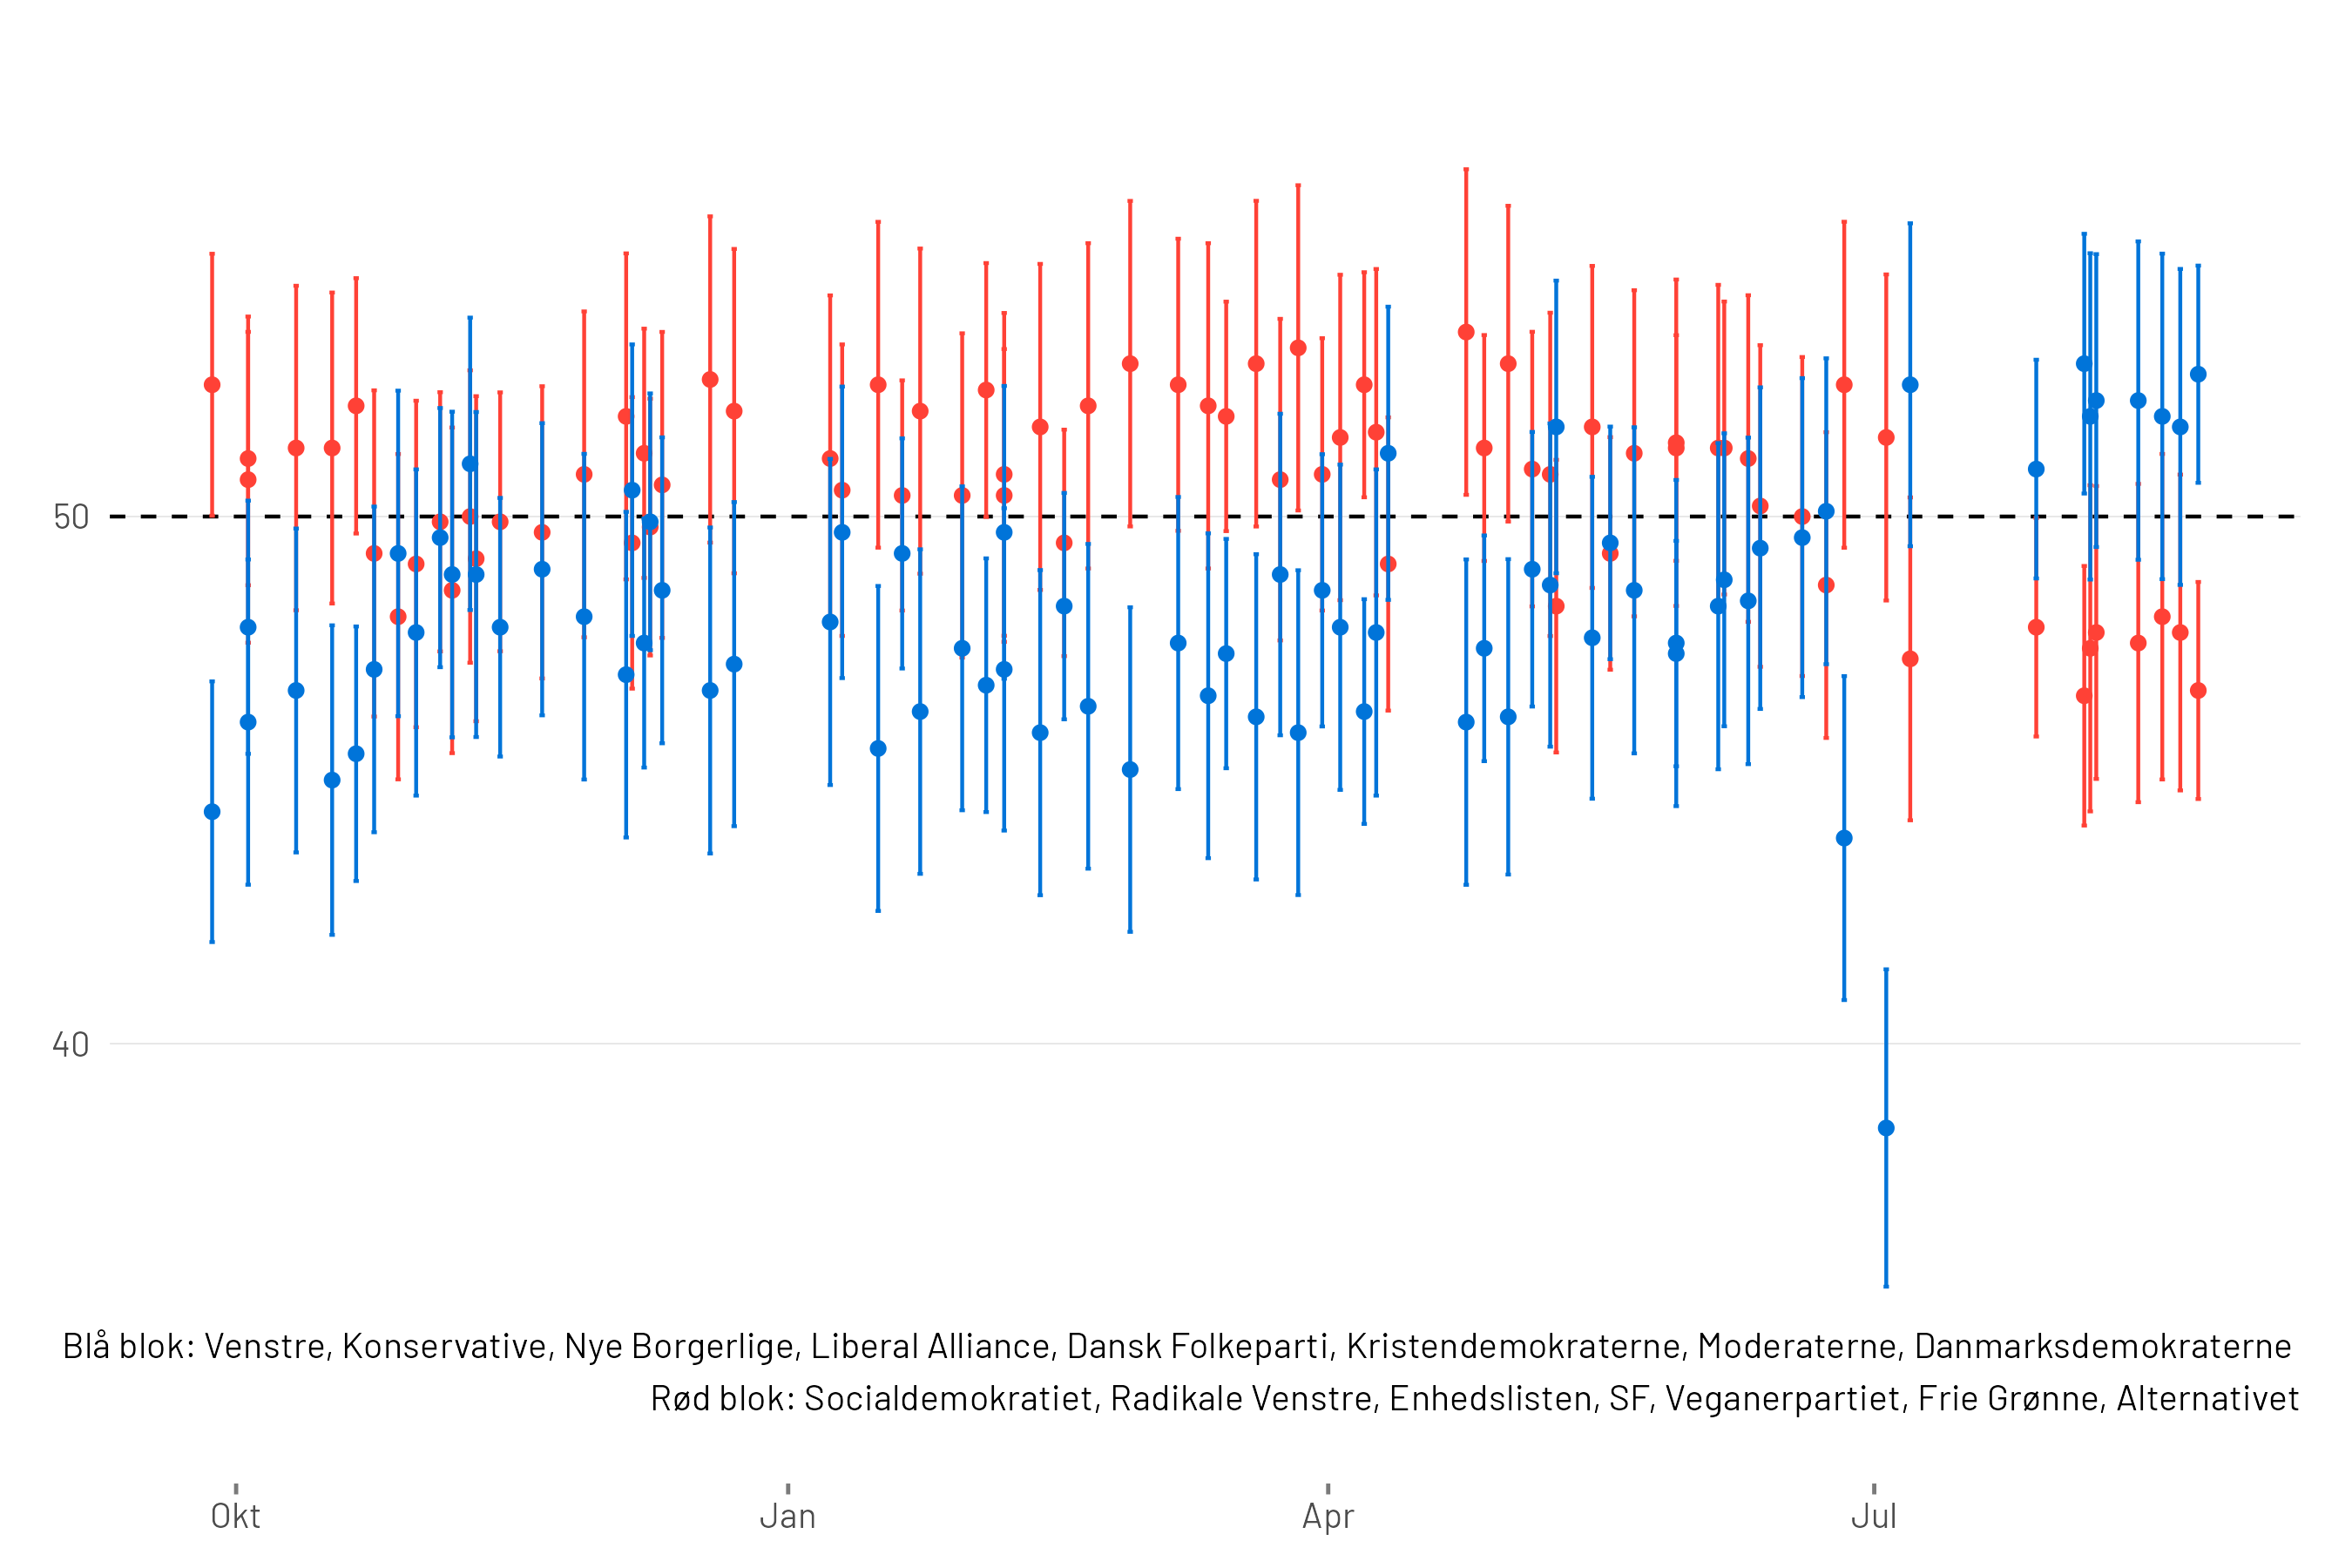 50
40
Blå blok: Venstre, Konservative, Nye Borgerlige, Liberal Alliance, Dansk Folkeparti, Kristendemokraterne, Moderaterne, Danmarksdemokraterne
Rød blok: Socialdemokratiet, Radikale Venstre, Enhedslisten, SF, Veganerpartiet, Frie Grønne, Alternativet
Okt Jan Apr Jul